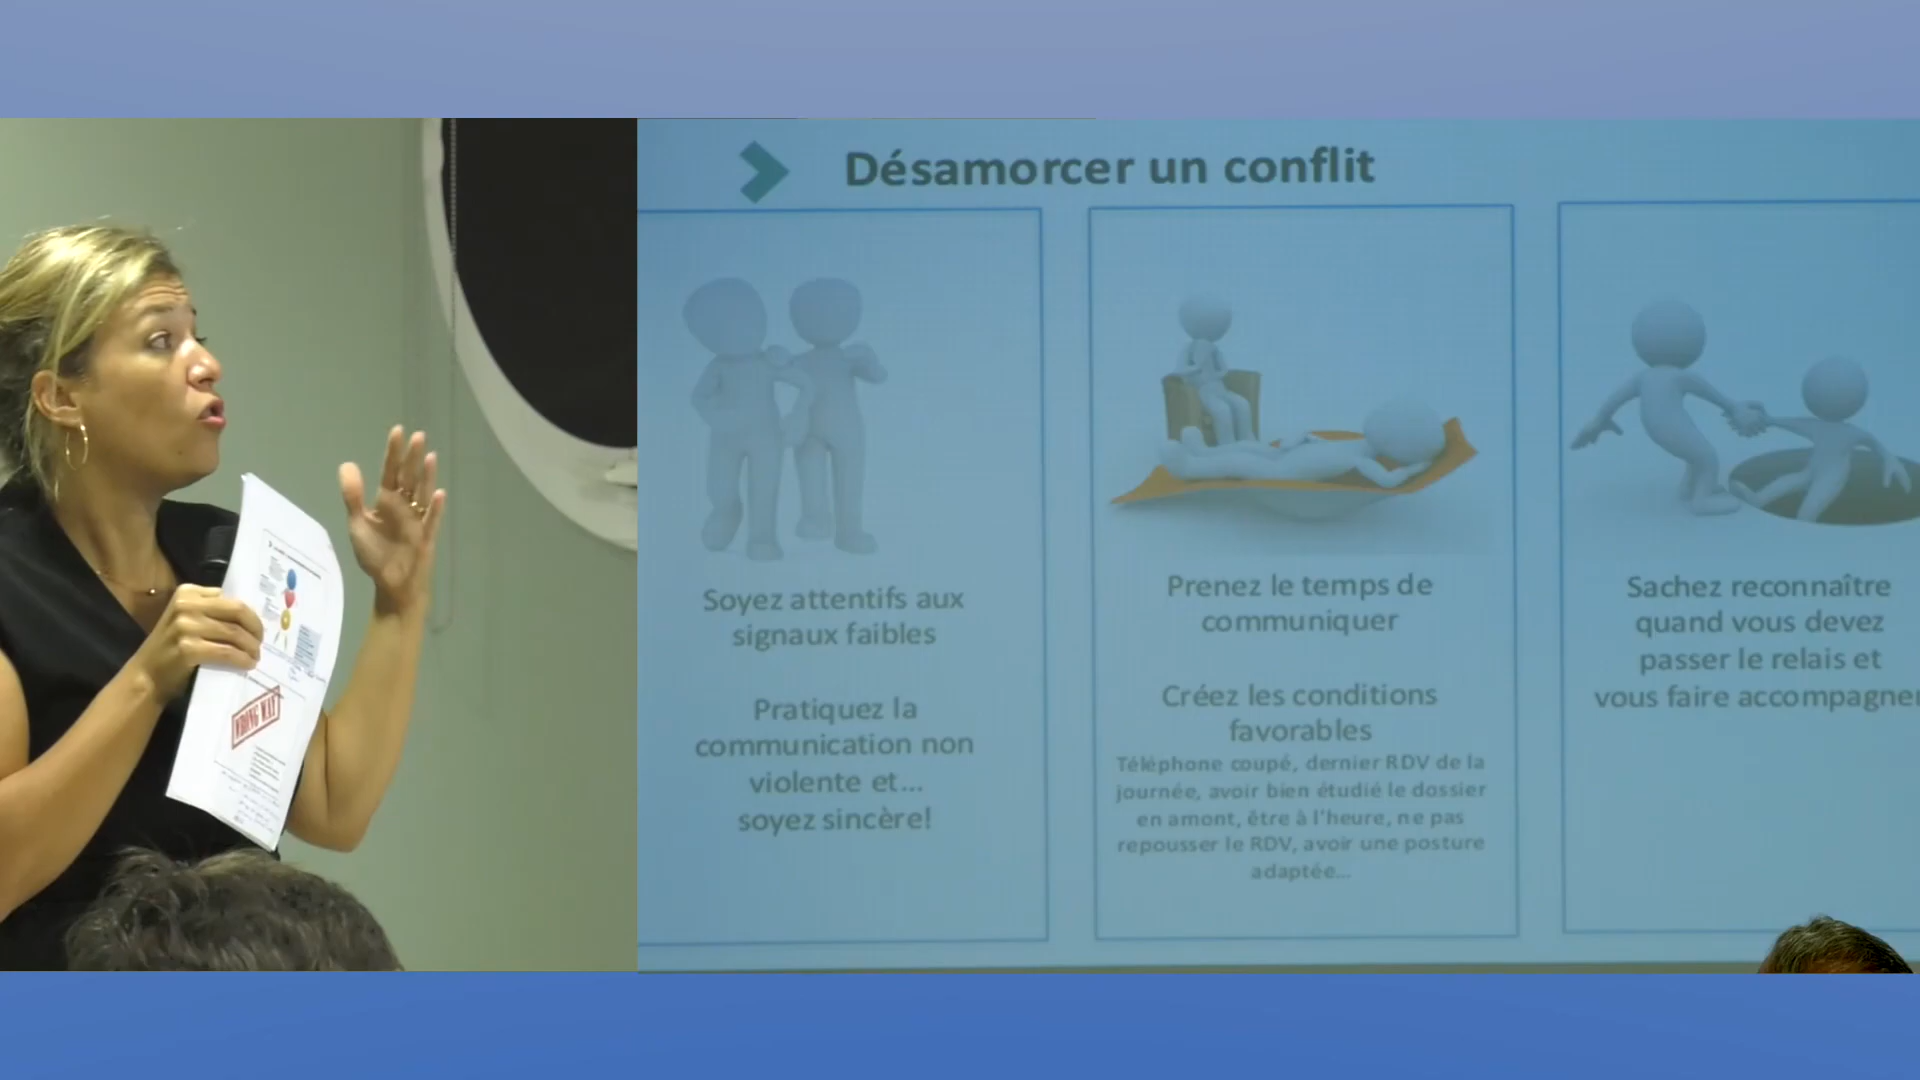 Désamorcer un conflit
Soyez attentifs aux
signaux faibles
Pratiquez la
communication non
violente et...
soyez sincère!
Prenez le temps de
communiquer
Créez les conditions
favorables
Téléphone coupé, dernier RDV de la
journée, avoir bien étudié le dossier
en amont, être à l'heure, ne pas
repousser le RDV, avoir une posture
adaptée...
Sachez reconnaître
quand vous devez
passer le relais et
vous faire accompagner
WRONG WAY